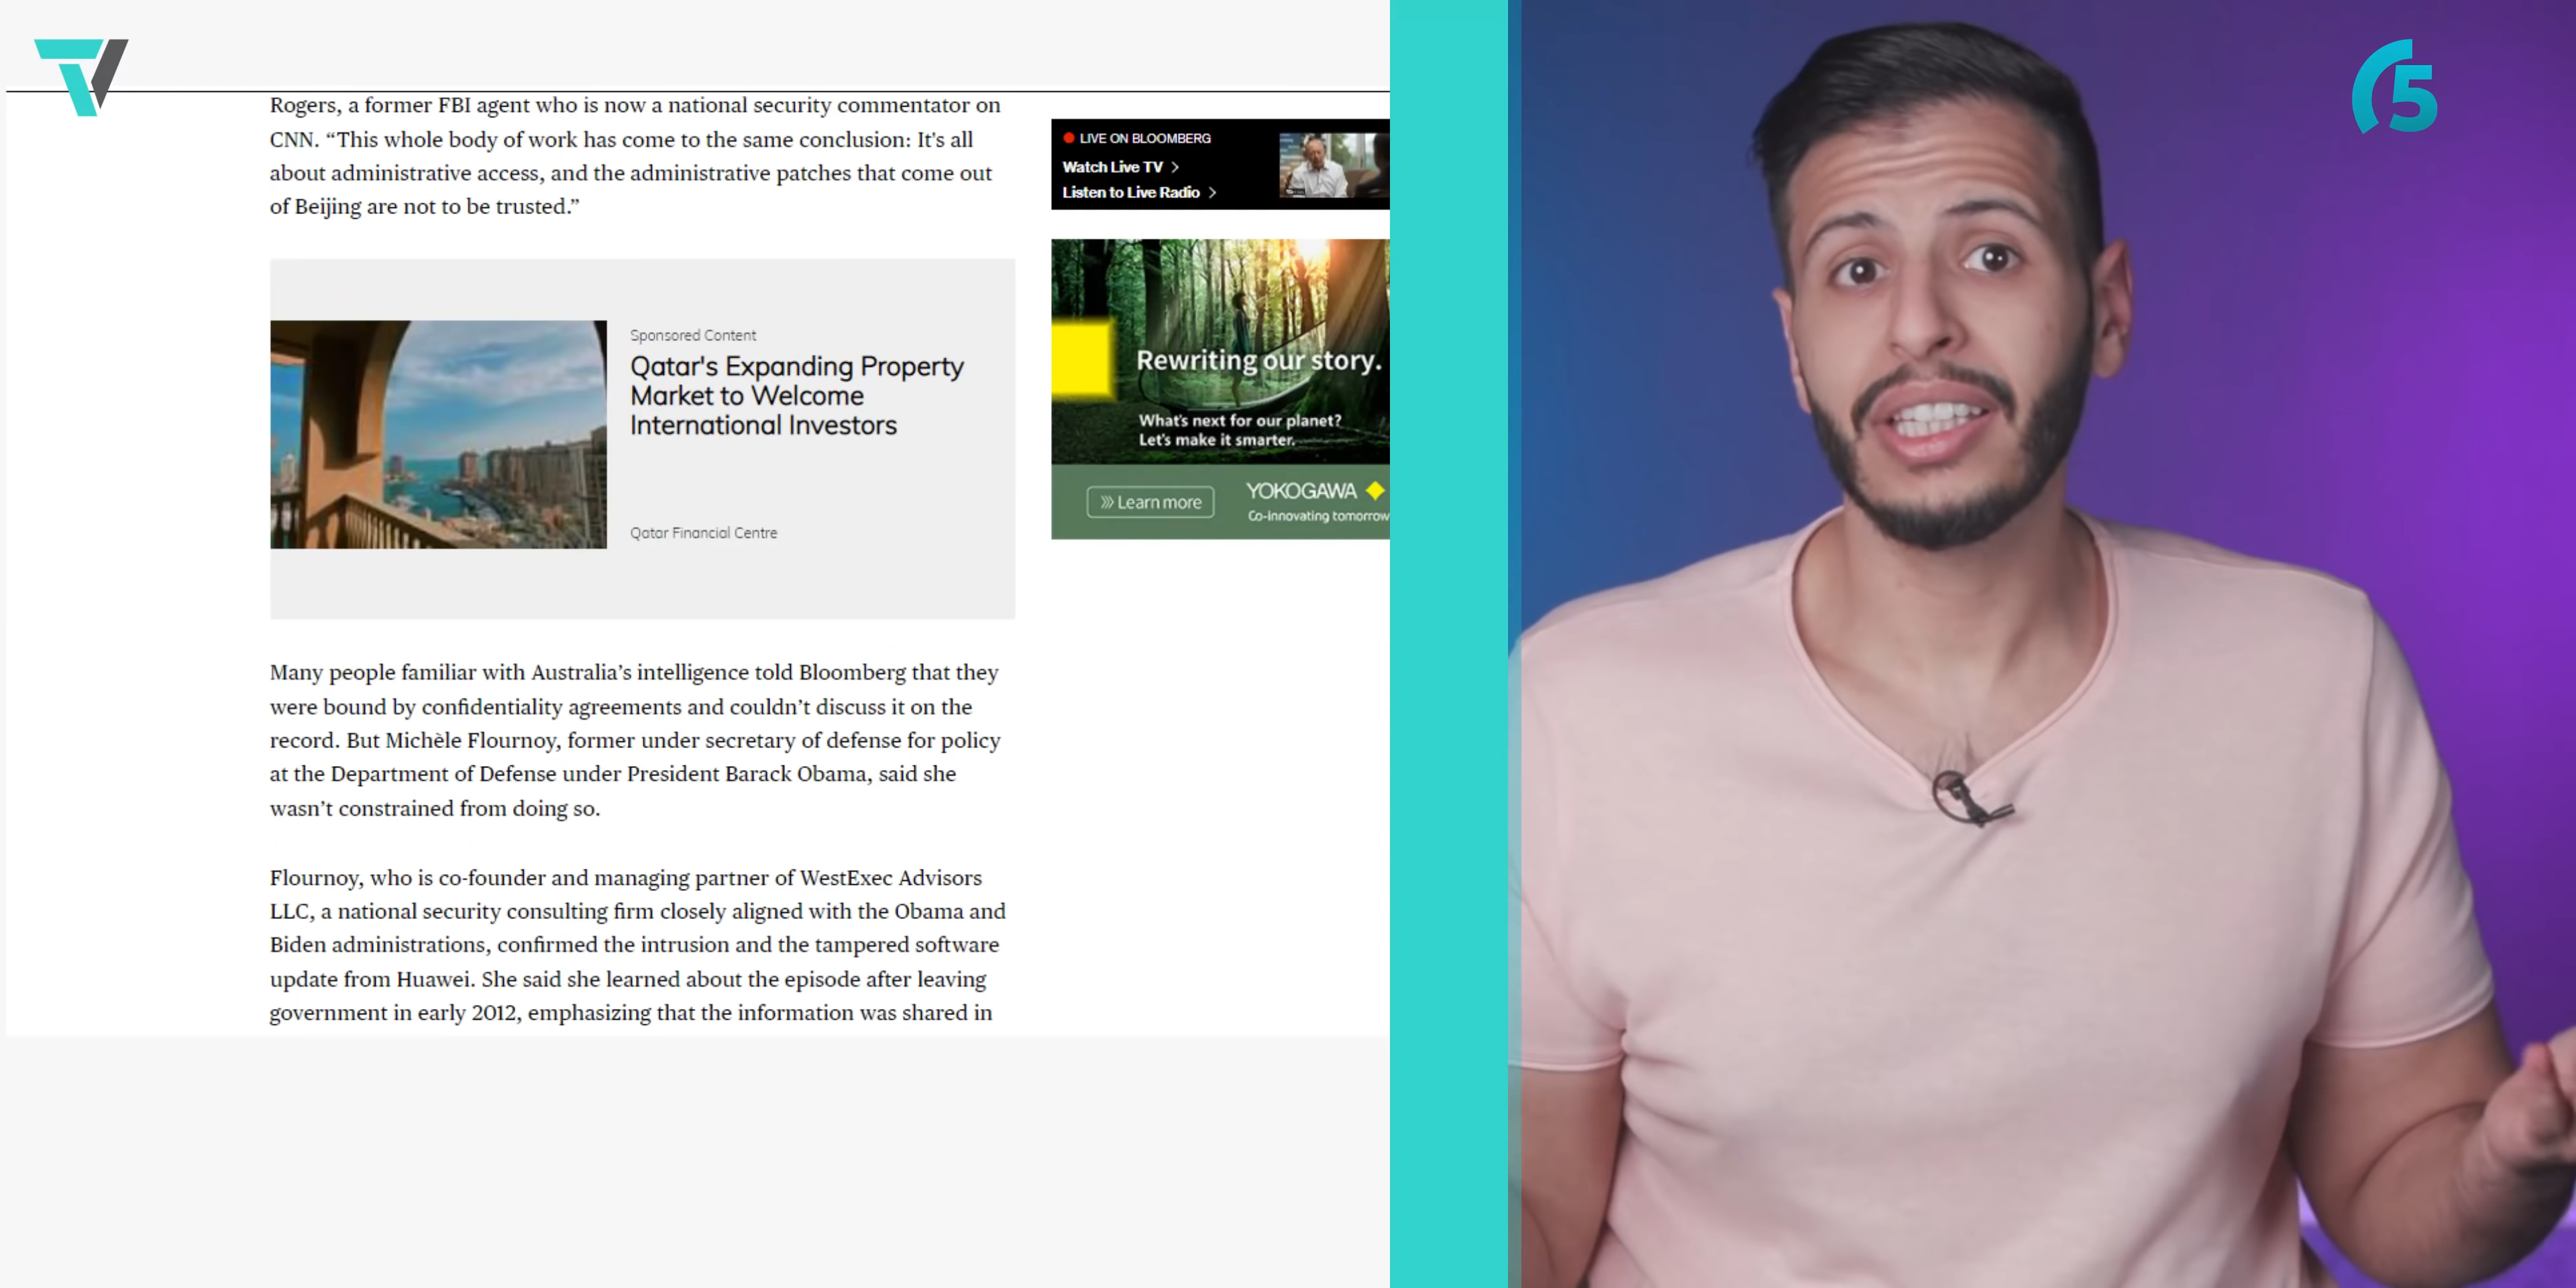 Rogers, a former FBI agent who is now a national security commentator on
CNN. “This whole body of work has come to the same conclusion: It's all
about administrative access, and the administrative patches that come out
of Beijing are not to be trusted.”
Sponsored Content
Qatar's Expanding Property
Market to Welcome
International Investors
Qatar Financial Centre
Many people familiar with Australia’s intelligence told Bloomberg that they
were bound by confidentiality agreements and couldn’t discuss it on the
record. But Michèle Flournoy, former under secretary of defense for policy
at the Department of Defense under President Barack Obama, said she
wasn’t constrained from doing so.
Flournoy, who is co-founder and managing partner of WestExec Advisors
LLC, a national security consulting firm closely aligned with the Obama and
Biden administrations, confirmed the intrusion and the tampered software
update from Huawei. She said she learned about the episode after leaving
government in early 2012, emphasizing that the information was shared in
LIVE ON BLOOMBERG
Watch Live TV >
Listen to Live Radio >
Rewriting our story.
What's next for our planet?
Let's make it smarter.
Learn more
YOKOGAWA
Co-innovating tomorrow
5